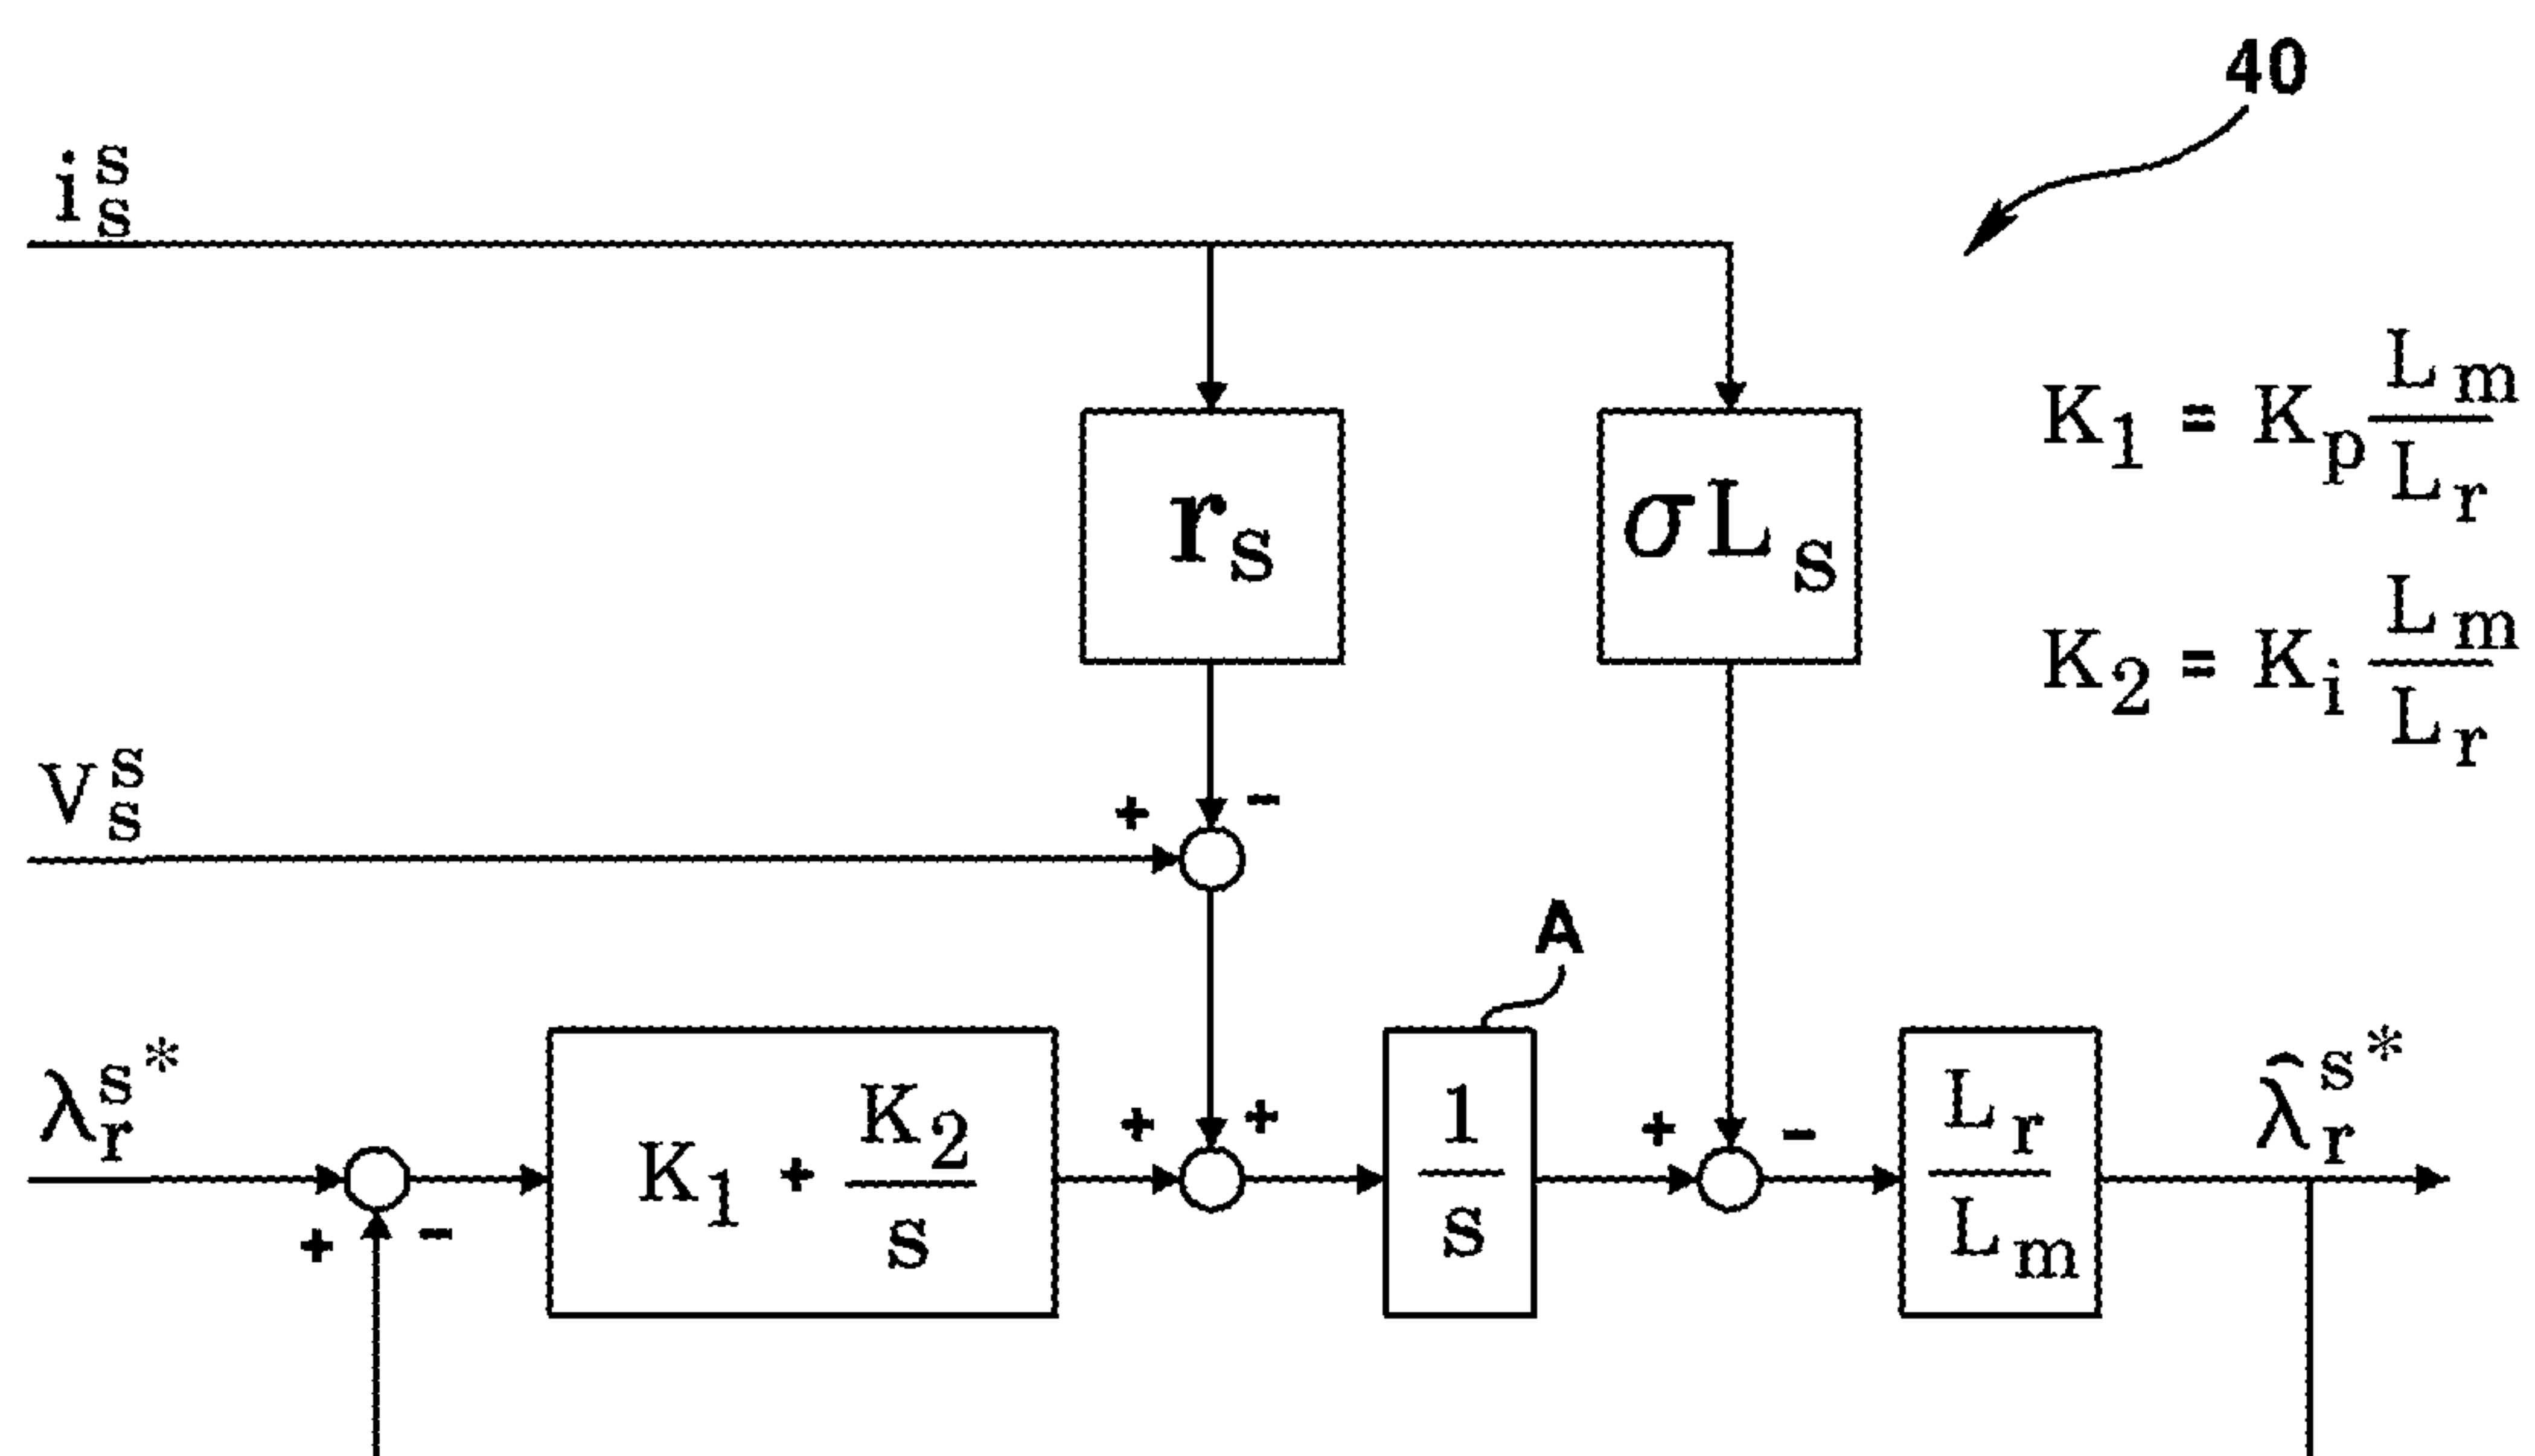 40
i_s^s
K_1 = K_p L_m/L_r
r_s
σL_s
K_2 = K_i L_m/L_r
V_s^s
+ -
A
λ_r^{s*}
+ -
K_1 + K_2/s
+ +
1/s
+ -
L_r/L_m
λ̂_r^{s*}